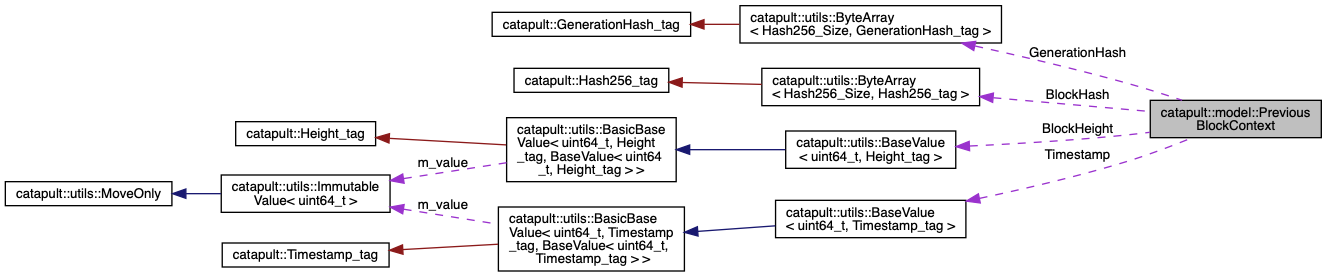 catapult::GenerationHash_tag
catapult::utils::ByteArray
< Hash256_Size, GenerationHash_tag >
GenerationHash
catapult::Hash256_tag
catapult::utils::ByteArray
< Hash256_Size, Hash256_tag >
BlockHash
catapult::model::Previous
BlockContext
catapult::Height_tag
catapult::utils::BasicBase
Value< uint64_t, Height
_tag, BaseValue< uint64
_t, Height_tag > >
catapult::utils::BaseValue
< uint64_t, Height_tag >
BlockHeight
Timestamp
m_value
catapult::utils::MoveOnly
catapult::utils::Immutable
Value< uint64_t >
m_value
catapult::utils::BasicBase
Value< uint64_t, Timestamp
_tag, BaseValue< uint64_t,
Timestamp_tag > >
catapult::utils::BaseValue
< uint64_t, Timestamp_tag >
catapult::Timestamp_tag